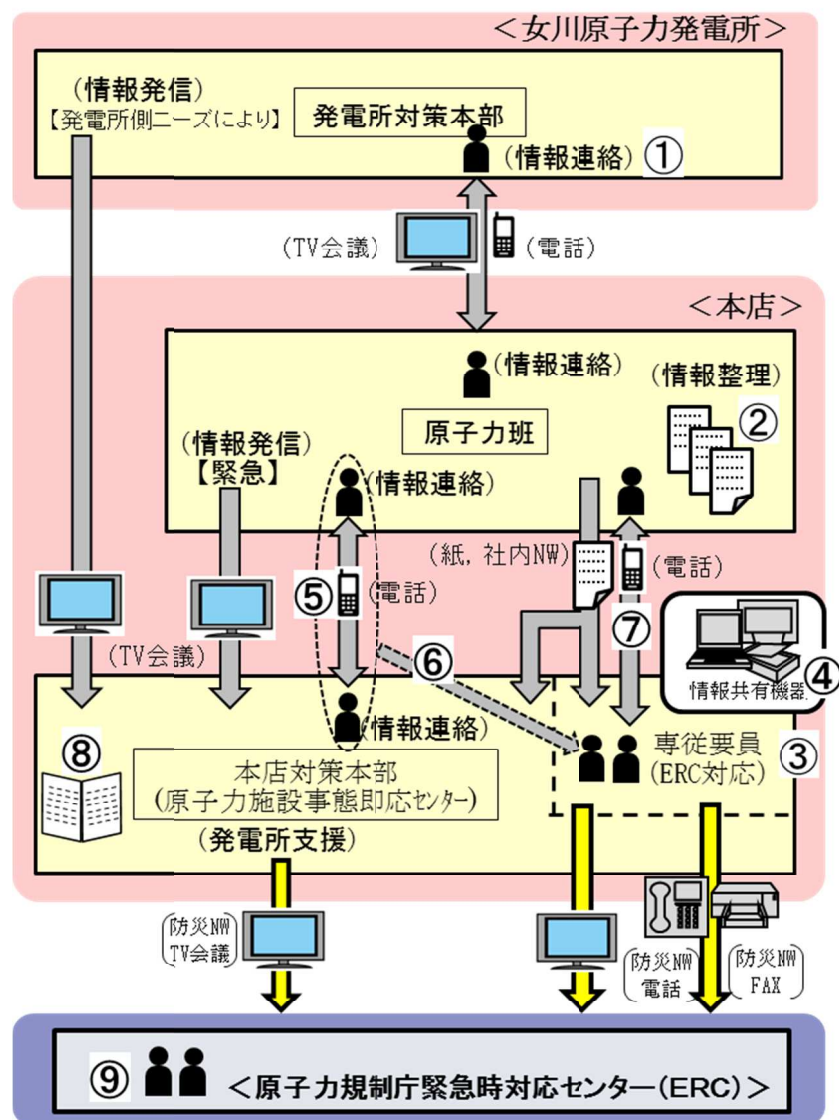 ＜女川原子力発電所＞
(情報発信)
【発電所側ニーズにより】
発電所対策本部
(情報連絡)
①
(TV会議)
(電話)
＜本店＞
(情報連絡)
(情報整理)
②
原子力班
(情報発信)
【緊急】
(情報連絡)
(紙，社内NW)
(電話)
⑤
(電話)
⑦
(TV会議)
⑥
情報共有機器
④
(情報連絡)
⑧
専従要員
(ERC対応)
③
本店対策本部
(原子力施設事態即応センター)
(発電所支援)
防災NW
TV会議
防災NW
電話
防災NW
FAX
⑨
＜原子力規制庁緊急時対応センター(ERC)＞